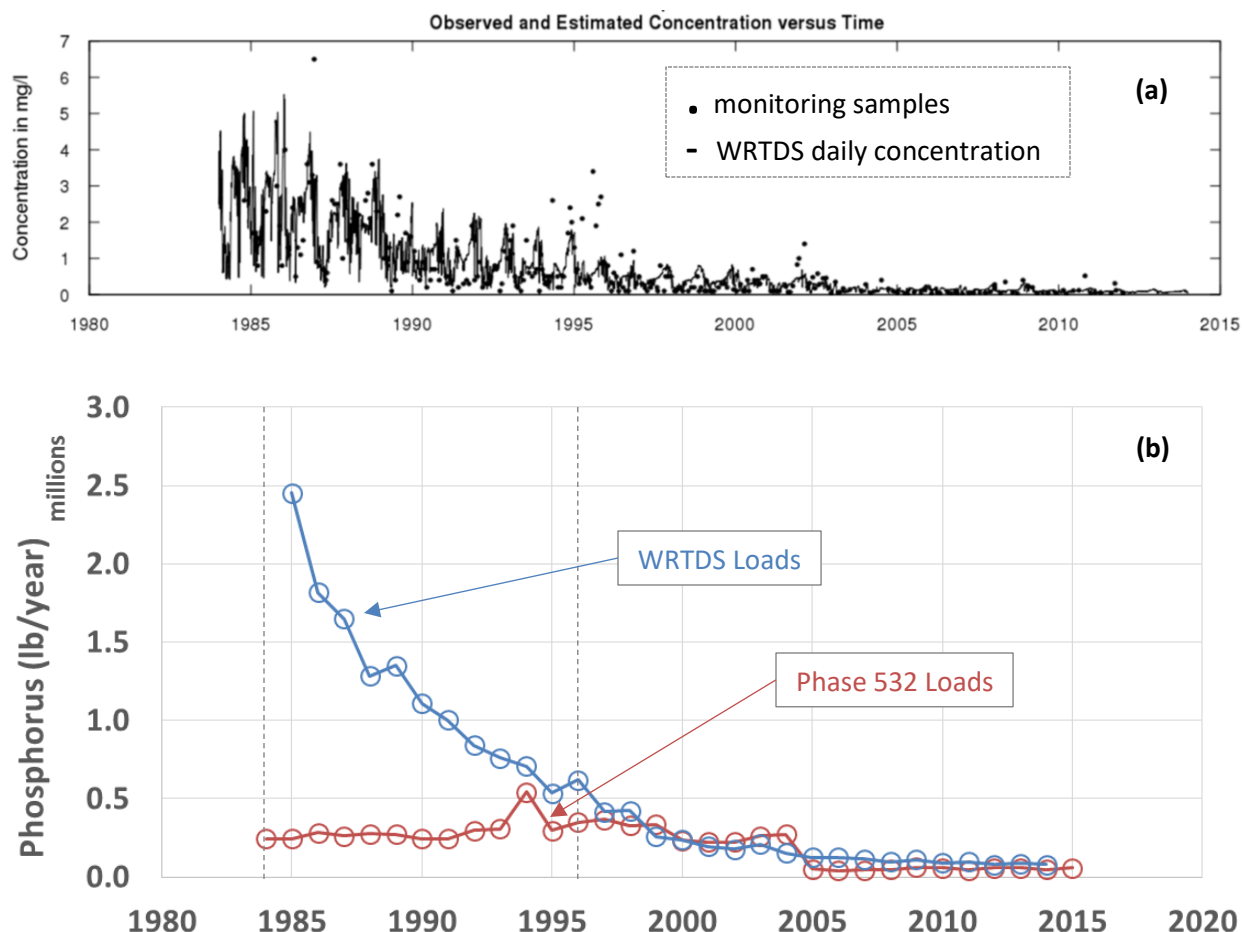 Observed and Estimated Concentration versus Time
Concentration in mg/l
7
6
5
4
3
2
1
0
1980 1985 1990 1995 2000 2005 2010 2015
monitoring samples
WRTDS daily concentration
(a)
Phosphorus (lb/year)
millions
3.0
2.5
2.0
1.5
1.0
0.5
0.0
1980 1985 1990 1995 2000 2005 2010 2015 2020
(b)
WRTDS Loads
Phase 532 Loads